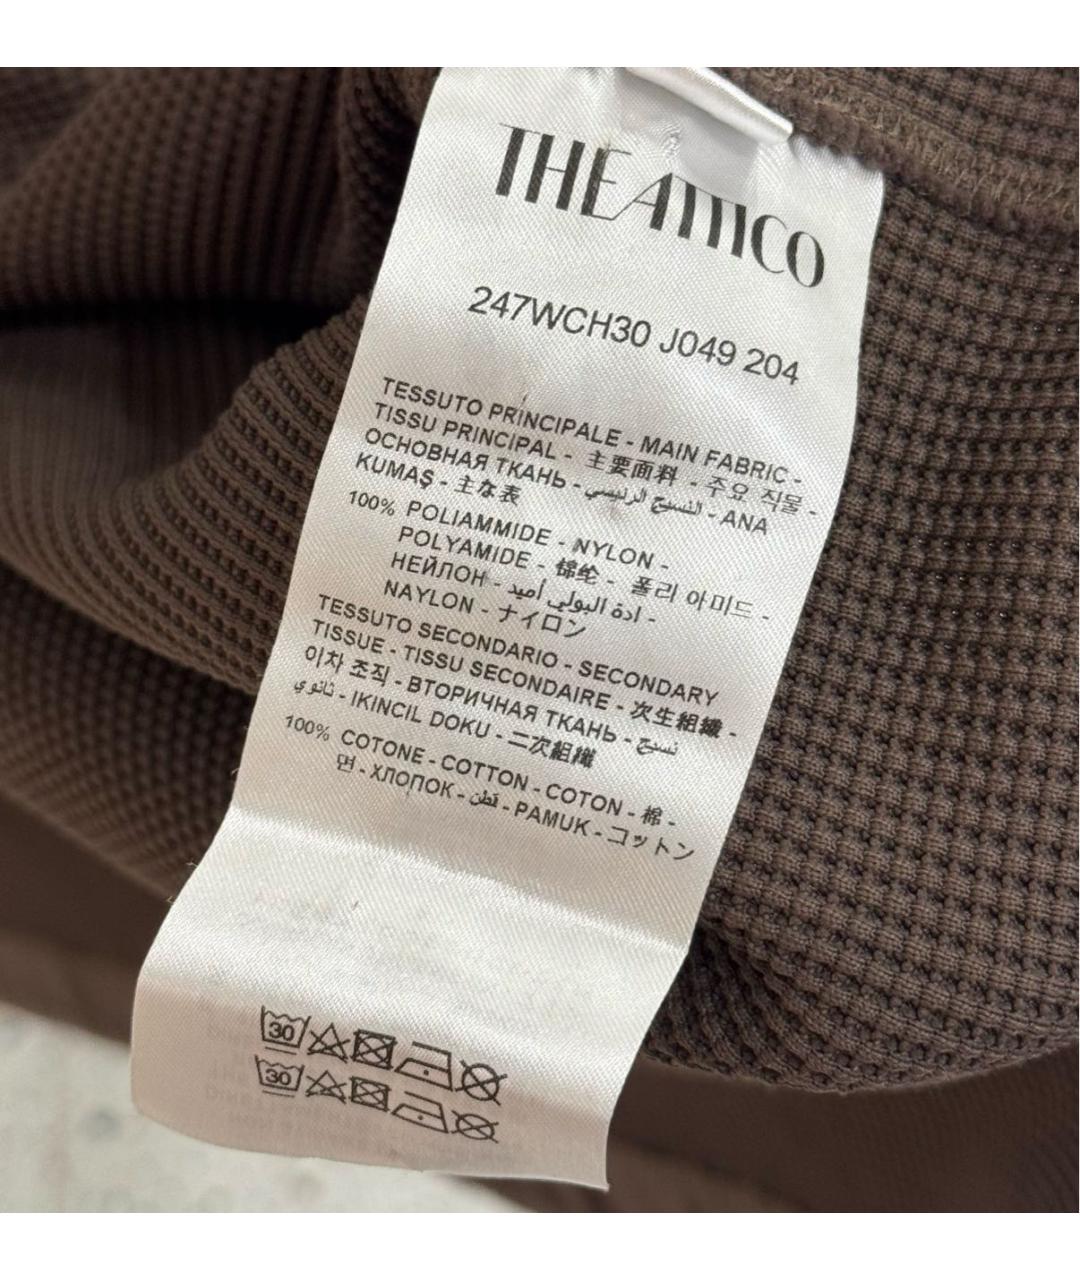 THE ATTICO
247WCH30 J049 204
TESSUTO PRINCIPALE - MAIN FABRIC -
TISSU PRINCIPAL - 主要面料 - 주요 직물 -
ОСНОВНАЯ ТКАНЬ - النسيج الرئيسي - ANA
KUMAŞ - 主な表
100% POLIAMMIDE - NYLON -
POLYAMIDE - 锦纶 - 폴리 아미드 -
НЕЙЛОН - ادة البولي أميد -
NAYLON - ナイロン
TESSUTO SECONDARIO - SECONDARY
TISSUE - TISSU SECONDAIRE - 次生組織 -
이차 조직 - ВТОРИЧНАЯ ТКАНЬ - نسيج
ثانوي - IKINCIL DOKU - 二次組織
100% COTONE - COTTON - COTON - 棉 -
면 - ХЛОПОК - قطن - PAMUK - コットン
30
30